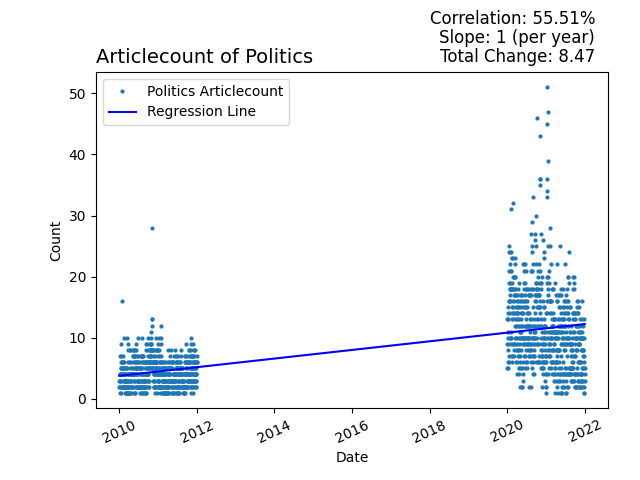 Correlation: 55.51%
Slope: 1 (per year)
Articlecount of Politics
Total Change: 8.47
Politics Articlecount
Regression Line
Count
50
40
30
20
10
0
2010
2012
2014
2016
2018
2020
2022
Date